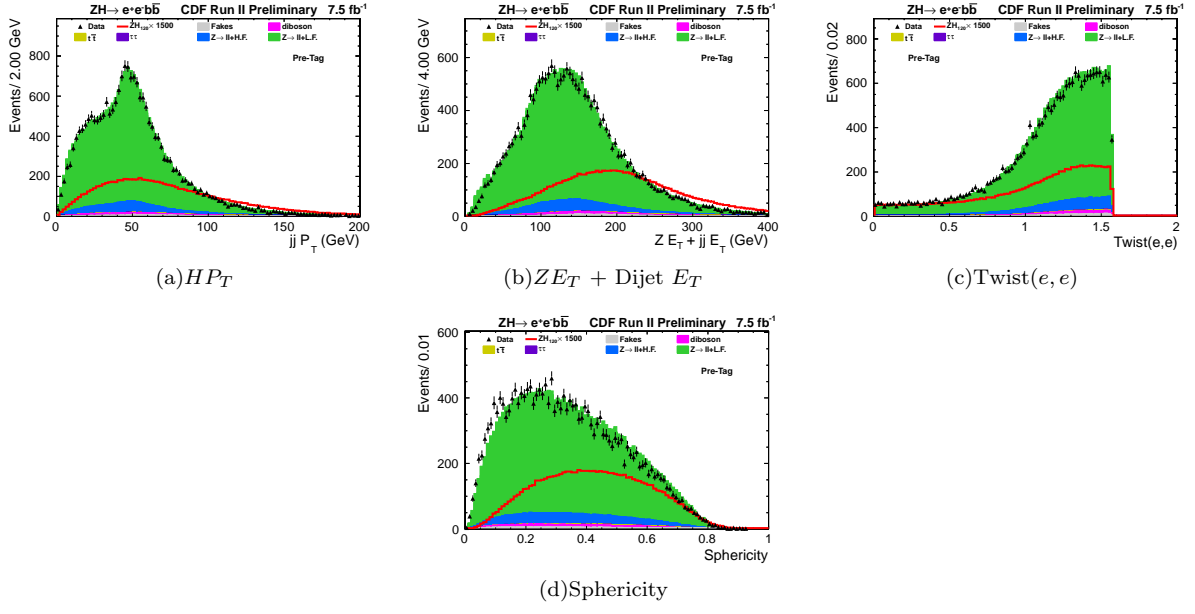 ZH→ e⁺e⁻bb̅ CDF Run II Preliminary 7.5 fb⁻¹
Data ZH₁₂₀ × 1500 Fakes diboson
tt̅ ττ Z→ ll+H.F. Z→ ll+L.F.
Pre-Tag
Events/ 2.00 GeV
800
600
400
200
0
0 50 100 150 200
jj P_T (GeV)
(a)HP_T
ZH→ e⁺e⁻bb̅ CDF Run II Preliminary 7.5 fb⁻¹
Data ZH₁₂₀ × 1500 Fakes diboson
tt̅ ττ Z→ ll+H.F. Z→ ll+L.F.
Pre-Tag
Events/ 4.00 GeV
600
400
200
0
0 100 200 300 400
Z E_T + jj E_T (GeV)
(b)ZE_T + Dijet E_T
ZH→ e⁺e⁻bb̅ CDF Run II Preliminary 7.5 fb⁻¹
Data ZH₁₂₀ × 1500 Fakes diboson
tt̅ ττ Z→ ll+H.F. Z→ ll+L.F.
Pre-Tag
Events/ 0.02
800
600
400
200
0
0 0.5 1 1.5 2
Twist(e,e)
(c)Twist(e, e)
ZH→ e⁺e⁻bb̅ CDF Run II Preliminary 7.5 fb⁻¹
Data ZH₁₂₀ × 1500 Fakes diboson
tt̅ ττ Z→ ll+H.F. Z→ ll+L.F.
Pre-Tag
Events/ 0.01
600
400
200
0
0 0.2 0.4 0.6 0.8 1
Sphericity
(d)Sphericity